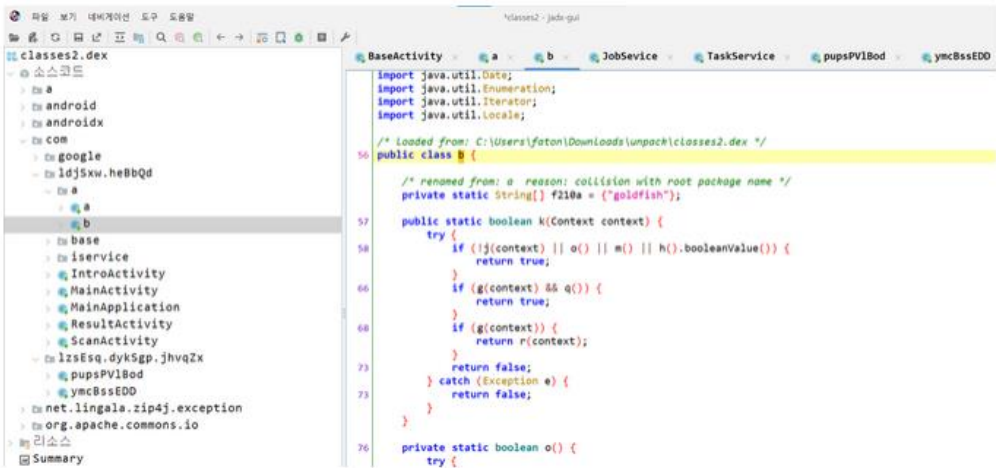 파일 보기 네비게이션 도구 도움말
*classes2 - jadx-gui
classes2.dex
소스코드
a
android
androidx
com
google
ldjSxw.heBbQd
a
a
b
base
iservice
IntroActivity
MainActivity
MainApplication
ResultActivity
ScanActivity
lzsEsq.dykSgp.jhvqZx
pupsPVlBod
ymcBssEDD
net.lingala.zip4j.exception
org.apache.commons.io
리소스
Summary
BaseActivity a b JobSevice TaskService pupsPVlBod ymcBssEDD
import java.util.Date;
import java.util.Enumeration;
import java.util.Iterator;
import java.util.Locale;
/* Loaded from: C:\Users\faton\Downloads\unpack\classes2.dex */
56 public class b {
/* renamed from: a reason: collision with root package name */
private static String[] f210a = {"goldfish"};
57 public static boolean k(Context context) {
try {
58 if (!j(context) || o() || m() || h().booleanValue()) {
return true;
}
66 if (g(context) && q()) {
return true;
}
68 if (g(context)) {
return r(context);
}
73 return false;
} catch (Exception e) {
73 return false;
}
}
76 private static boolean o() {
try {